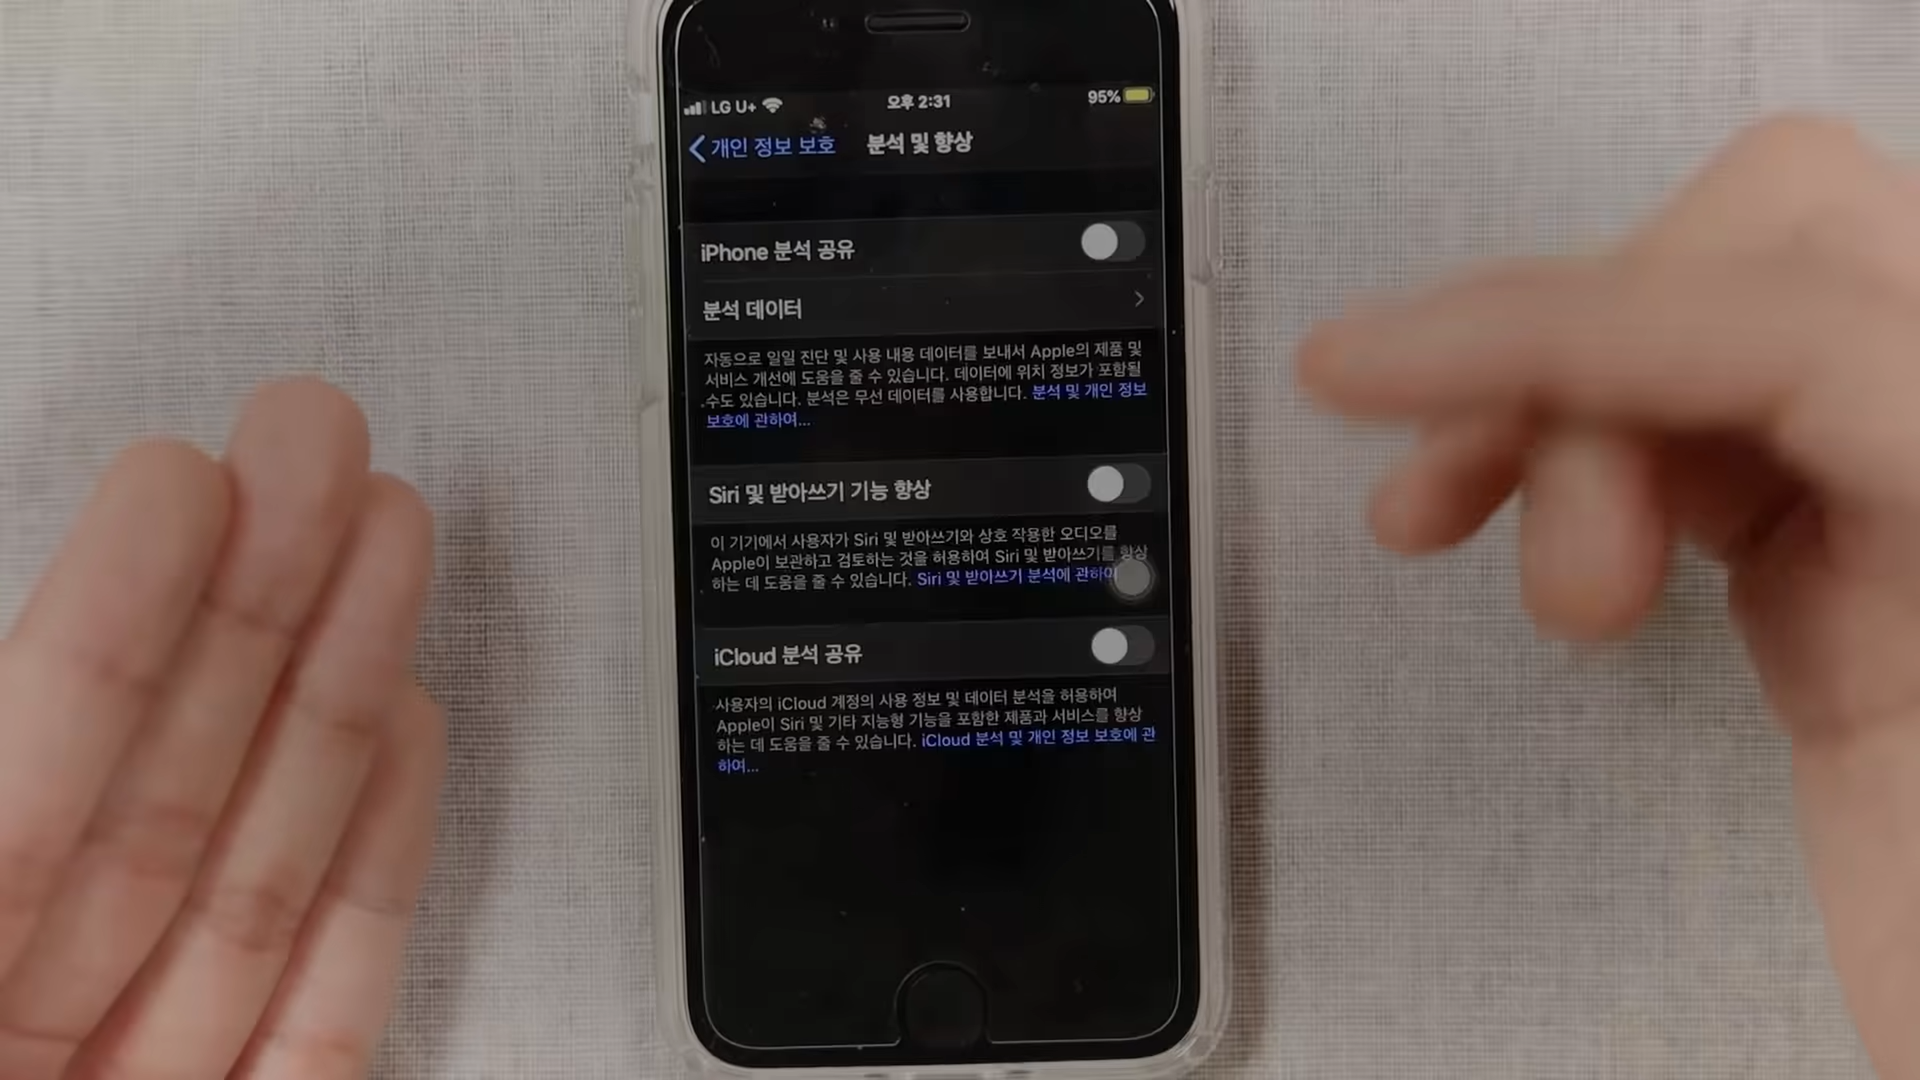 LG U+ 오후 2:31 95%
개인 정보 보호 분석 및 향상
iPhone 분석 공유
분석 데이터
자동으로 일일 진단 및 사용 내용 데이터를 보내서 Apple의 제품 및
서비스 개선에 도움을 줄 수 있습니다. 데이터에 위치 정보가 포함될
수도 있습니다. 분석은 무선 데이터를 사용합니다. 분석 및 개인 정보
보호에 관하여...
Siri 및 받아쓰기 기능 향상
이 기기에서 사용자가 Siri 및 받아쓰기와 상호 작용한 오디오를
Apple이 보관하고 검토하는 것을 허용하여 Siri 및 받아쓰기를 향상
하는 데 도움을 줄 수 있습니다. Siri 및 받아쓰기 분석에
iCloud 분석 공유
사용자의 iCloud 계정의 사용 정보 및 데이터 분석을 허용하여
Apple이 Siri 및 기타 지능형 기능을 포함한 제품과 서비스를 향상
하는 데 도움을 줄 수 있습니다. iCloud 분석 및 개인 정보 보호에 관
하여...